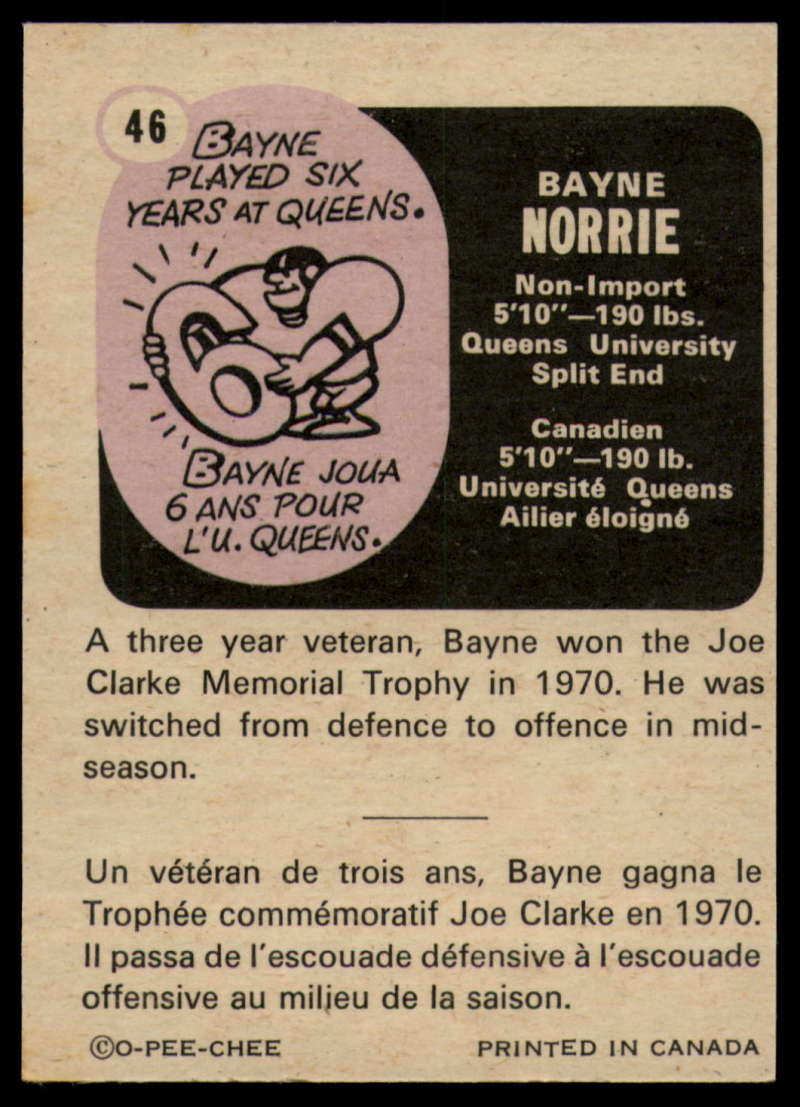 46
BAYNE
PLAYED SIX
YEARS AT QUEENS.
6
BAYNE JOUA
6 ANS POUR
L'U. QUEENS.
BAYNE
NORRIE
Non-Import
5'10"—190 lbs.
Queens University
Split End
Canadien
5'10"—190 lb.
Université Queens
Ailier éloigné
A three year veteran, Bayne won the Joe
Clarke Memorial Trophy in 1970. He was
switched from defence to offence in mid-
season.
Un vétéran de trois ans, Bayne gagna le
Trophée commémoratif Joe Clarke en 1970.
Il passa de l'escouade défensive à l'escouade
offensive au milieu de la saison.
©O-PEE-CHEE PRINTED IN CANADA